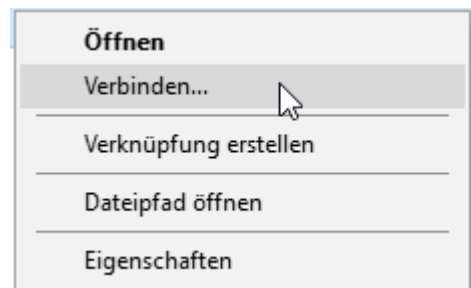 Öffnen
Verbinden...
Verknüpfung erstellen
Dateipfad öffnen
Eigenschaften